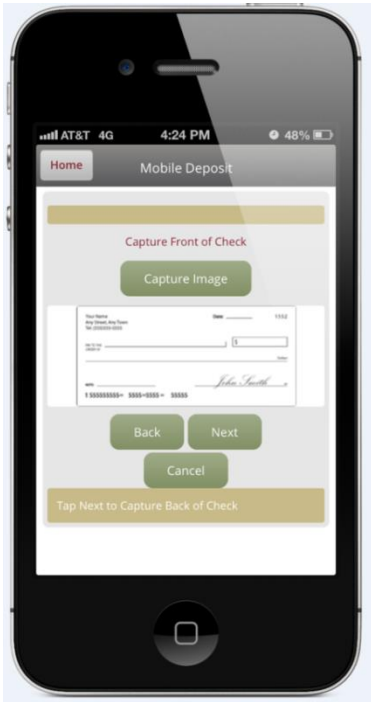 AT&T 4G 4:24 PM 48%
Home Mobile Deposit
Capture Front of Check
Capture Image
Your Name Date 1352
Any Street, Any Town
$
John Smith
Back Next
Cancel
Tap Next to Capture Back of Check